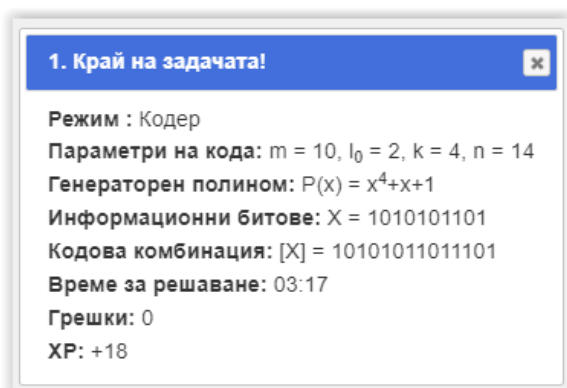 1. Край на задачата!
Режим : Кодер
Параметри на кода: m = 10, l₀ = 2, k = 4, n = 14
Генераторен полином: P(x) = x⁴+x+1
Информационни битове: X = 1010101101
Кодова комбинация: [X] = 10101011011101
Време за решаване: 03:17
Грешки: 0
XP: +18